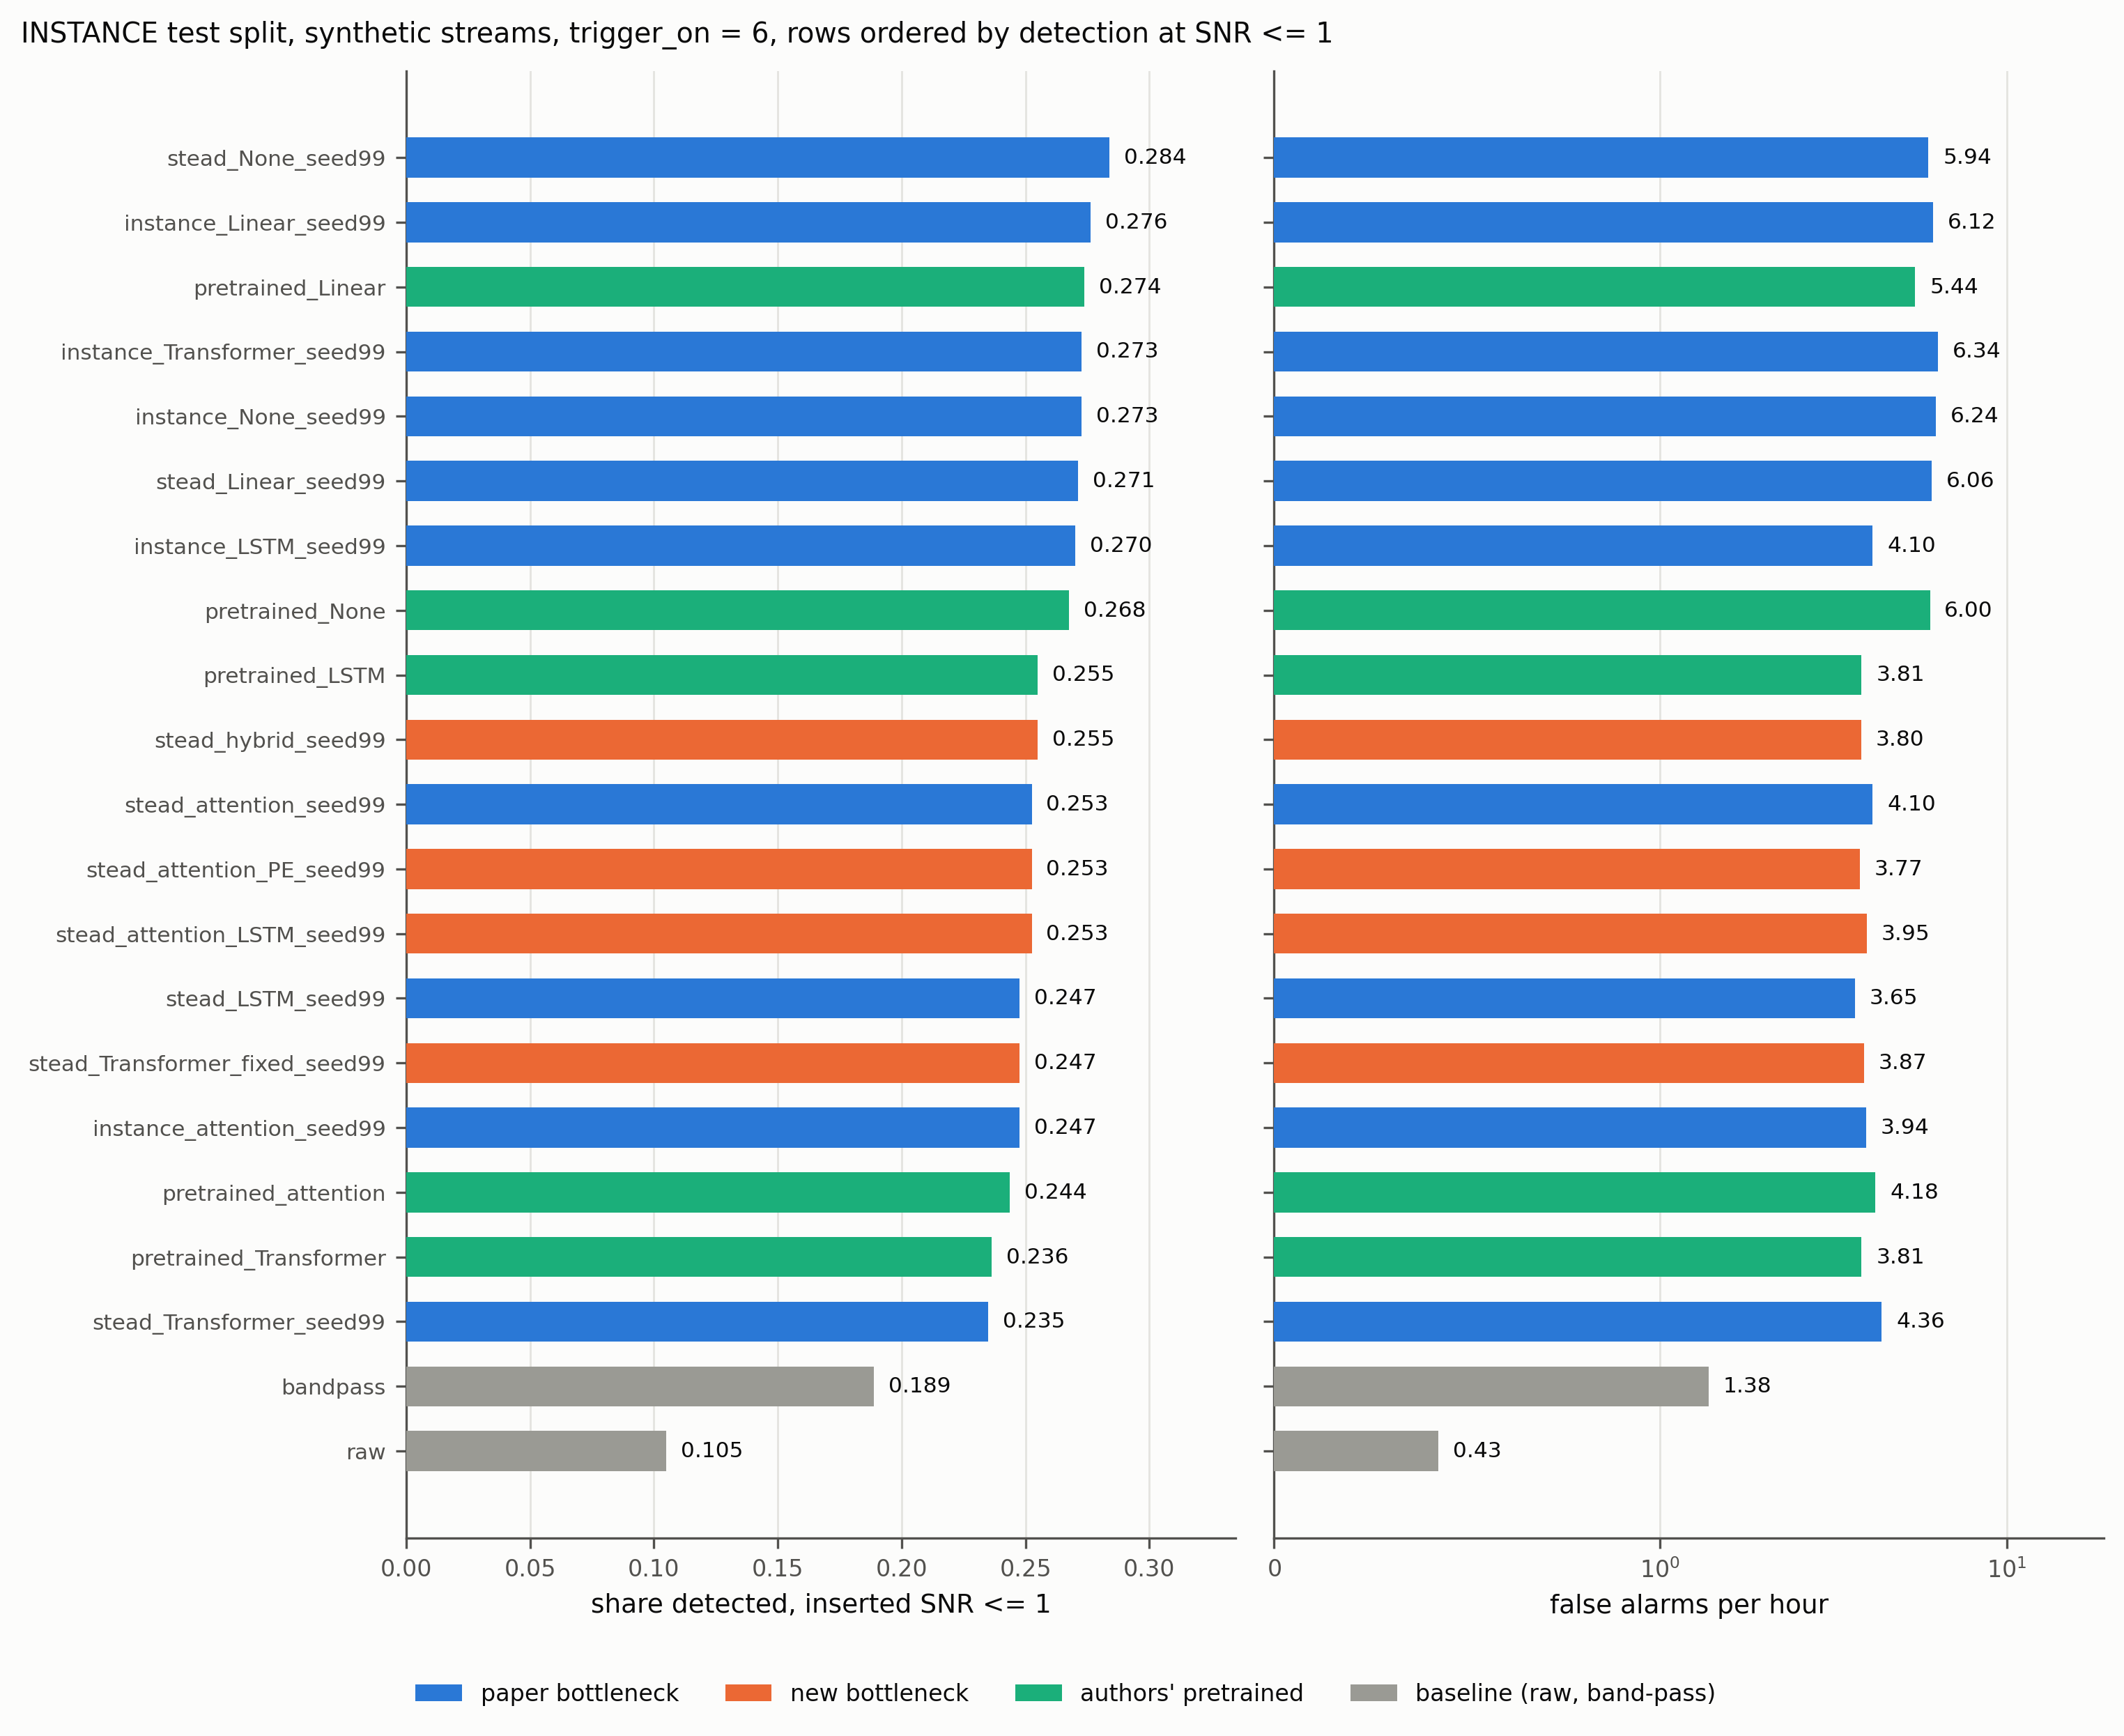 INSTANCE test split, synthetic streams, trigger_on = 6, rows ordered by detection at SNR <= 1
stead_None_seed99 0.284 5.94
instance_Linear_seed99 0.276 6.12
pretrained_Linear 0.274 5.44
instance_Transformer_seed99 0.273 6.34
instance_None_seed99 0.273 6.24
stead_Linear_seed99 0.271 6.06
instance_LSTM_seed99 0.270 4.10
pretrained_None 0.268 6.00
pretrained_LSTM 0.255 3.81
stead_hybrid_seed99 0.255 3.80
stead_attention_seed99 0.253 4.10
stead_attention_PE_seed99 0.253 3.77
stead_attention_LSTM_seed99 0.253 3.95
stead_LSTM_seed99 0.247 3.65
stead_Transformer_fixed_seed99 0.247 3.87
instance_attention_seed99 0.247 3.94
pretrained_attention 0.244 4.18
pretrained_Transformer 0.236 3.81
stead_Transformer_seed99 0.235 4.36
bandpass 0.189 1.38
raw 0.105 0.43
0.00 0.05 0.10 0.15 0.20 0.25 0.30 0 10⁰ 10¹
share detected, inserted SNR <= 1 false alarms per hour
paper bottleneck new bottleneck authors' pretrained baseline (raw, band-pass)